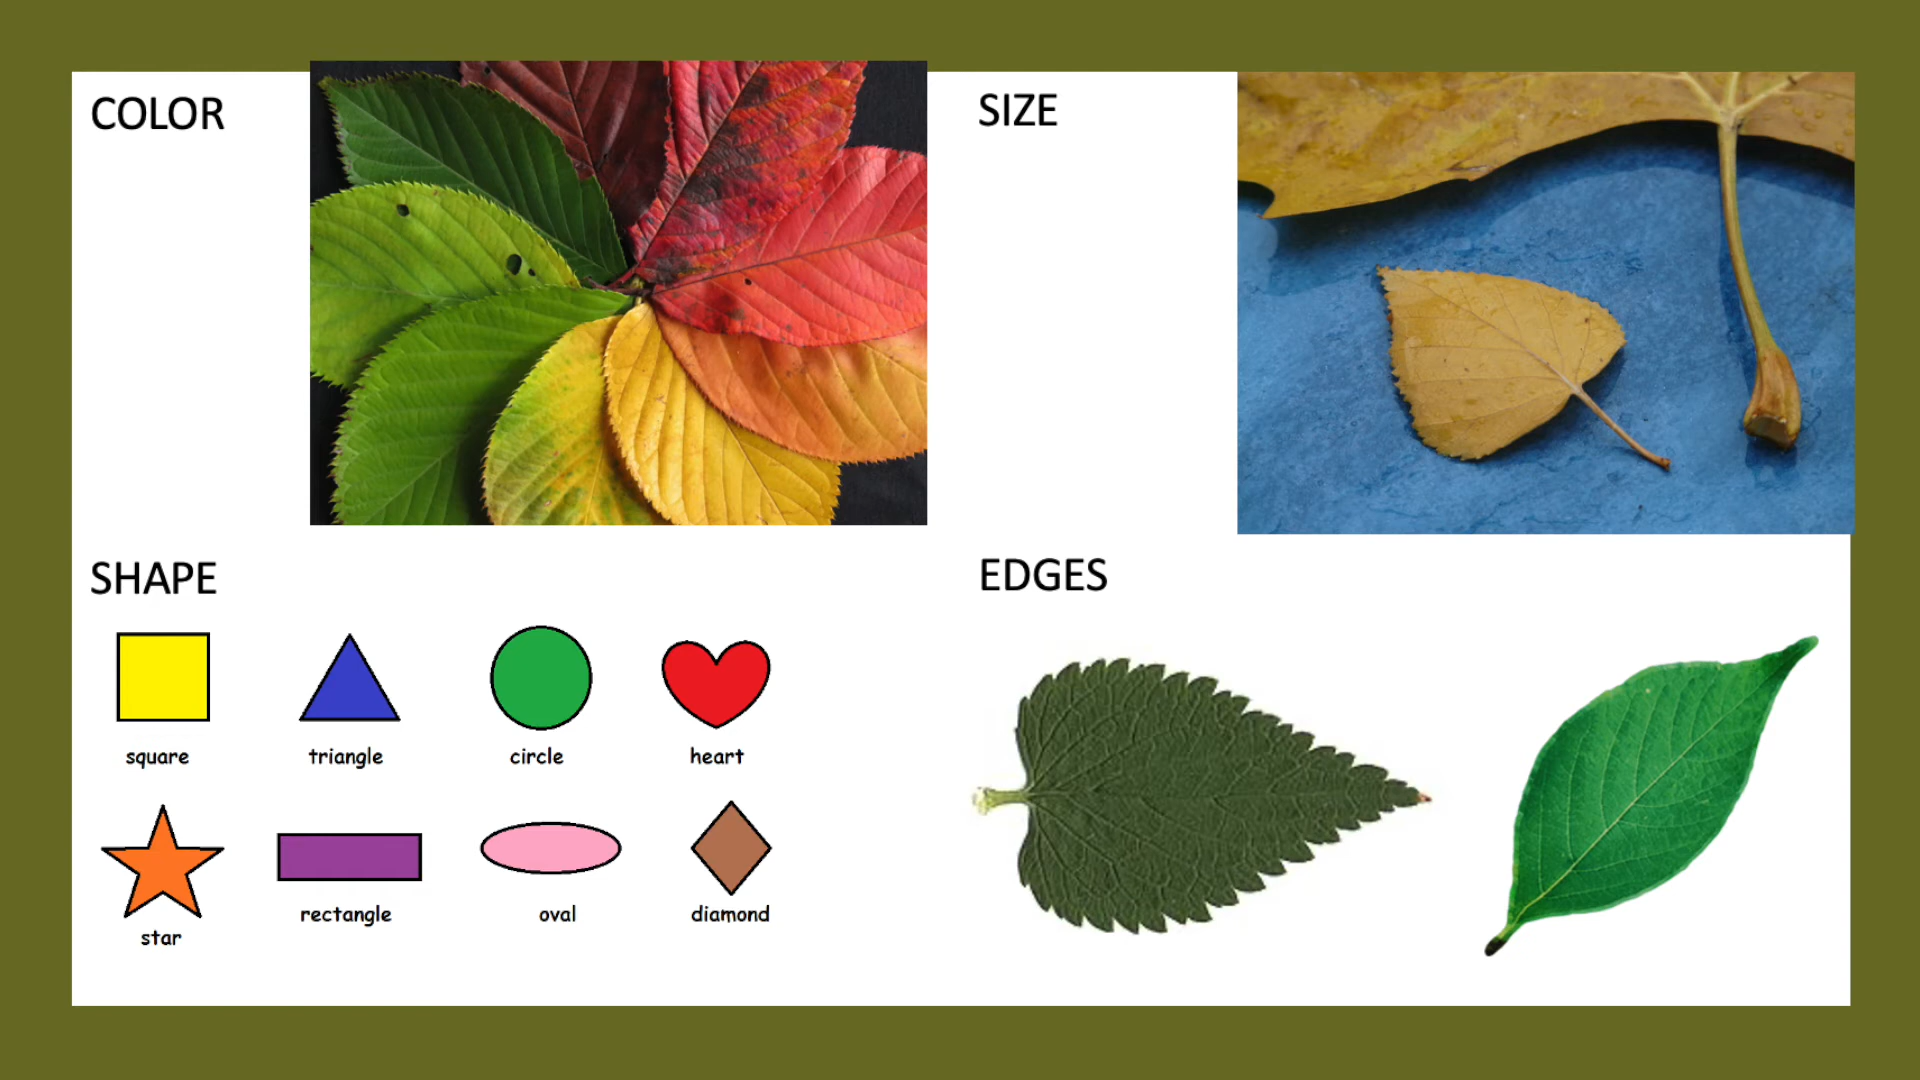 COLOR
SIZE
SHAPE
EDGES
square triangle circle heart
star rectangle oval diamond